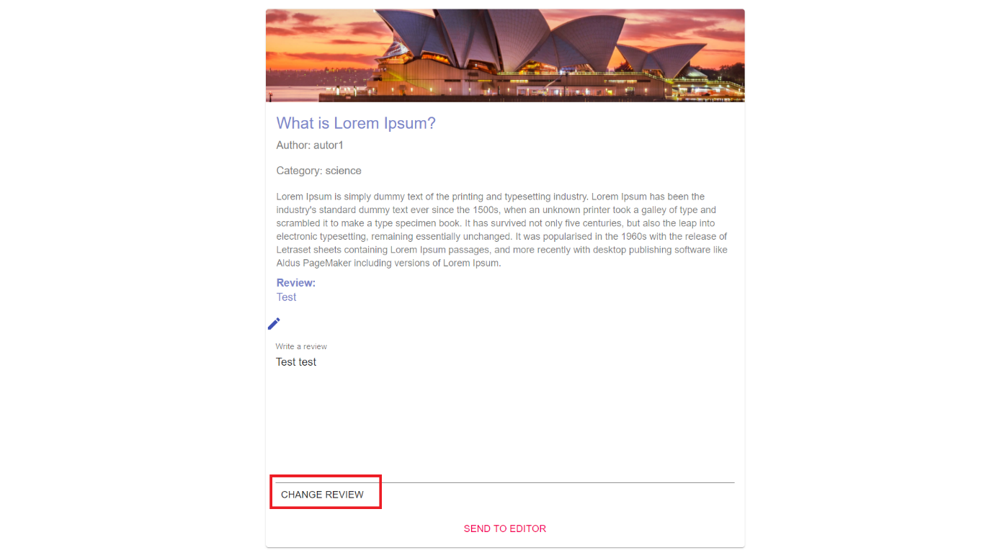 What is Lorem Ipsum?
Author: autor1
Category: science
Lorem Ipsum is simply dummy text of the printing and typesetting industry. Lorem Ipsum has been the
industry's standard dummy text ever since the 1500s, when an unknown printer took a galley of type and
scrambled it to make a type specimen book. It has survived not only five centuries, but also the leap into
electronic typesetting, remaining essentially unchanged. It was popularised in the 1960s with the release of
Letraset sheets containing Lorem Ipsum passages, and more recently with desktop publishing software like
Aldus PageMaker including versions of Lorem Ipsum.
Review:
Test
Write a review
Test test
CHANGE REVIEW
SEND TO EDITOR